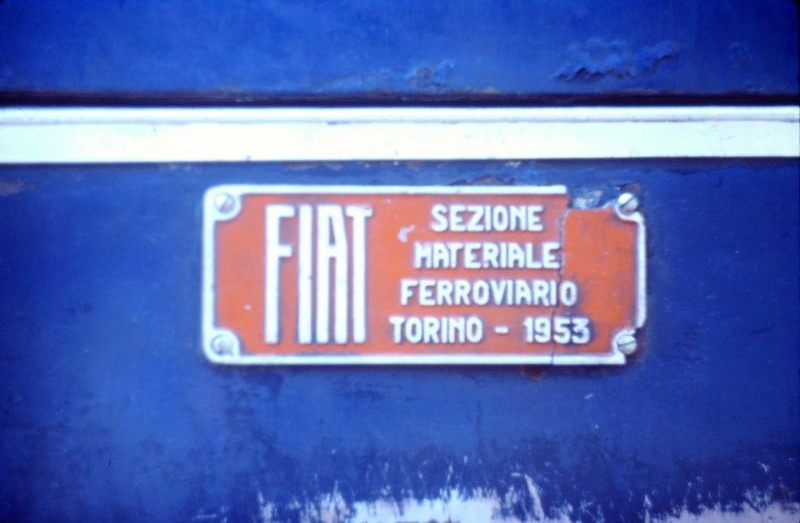 FIAT
SEZIONE
MATERIALE
FERROVIARIO
TORINO - 1953